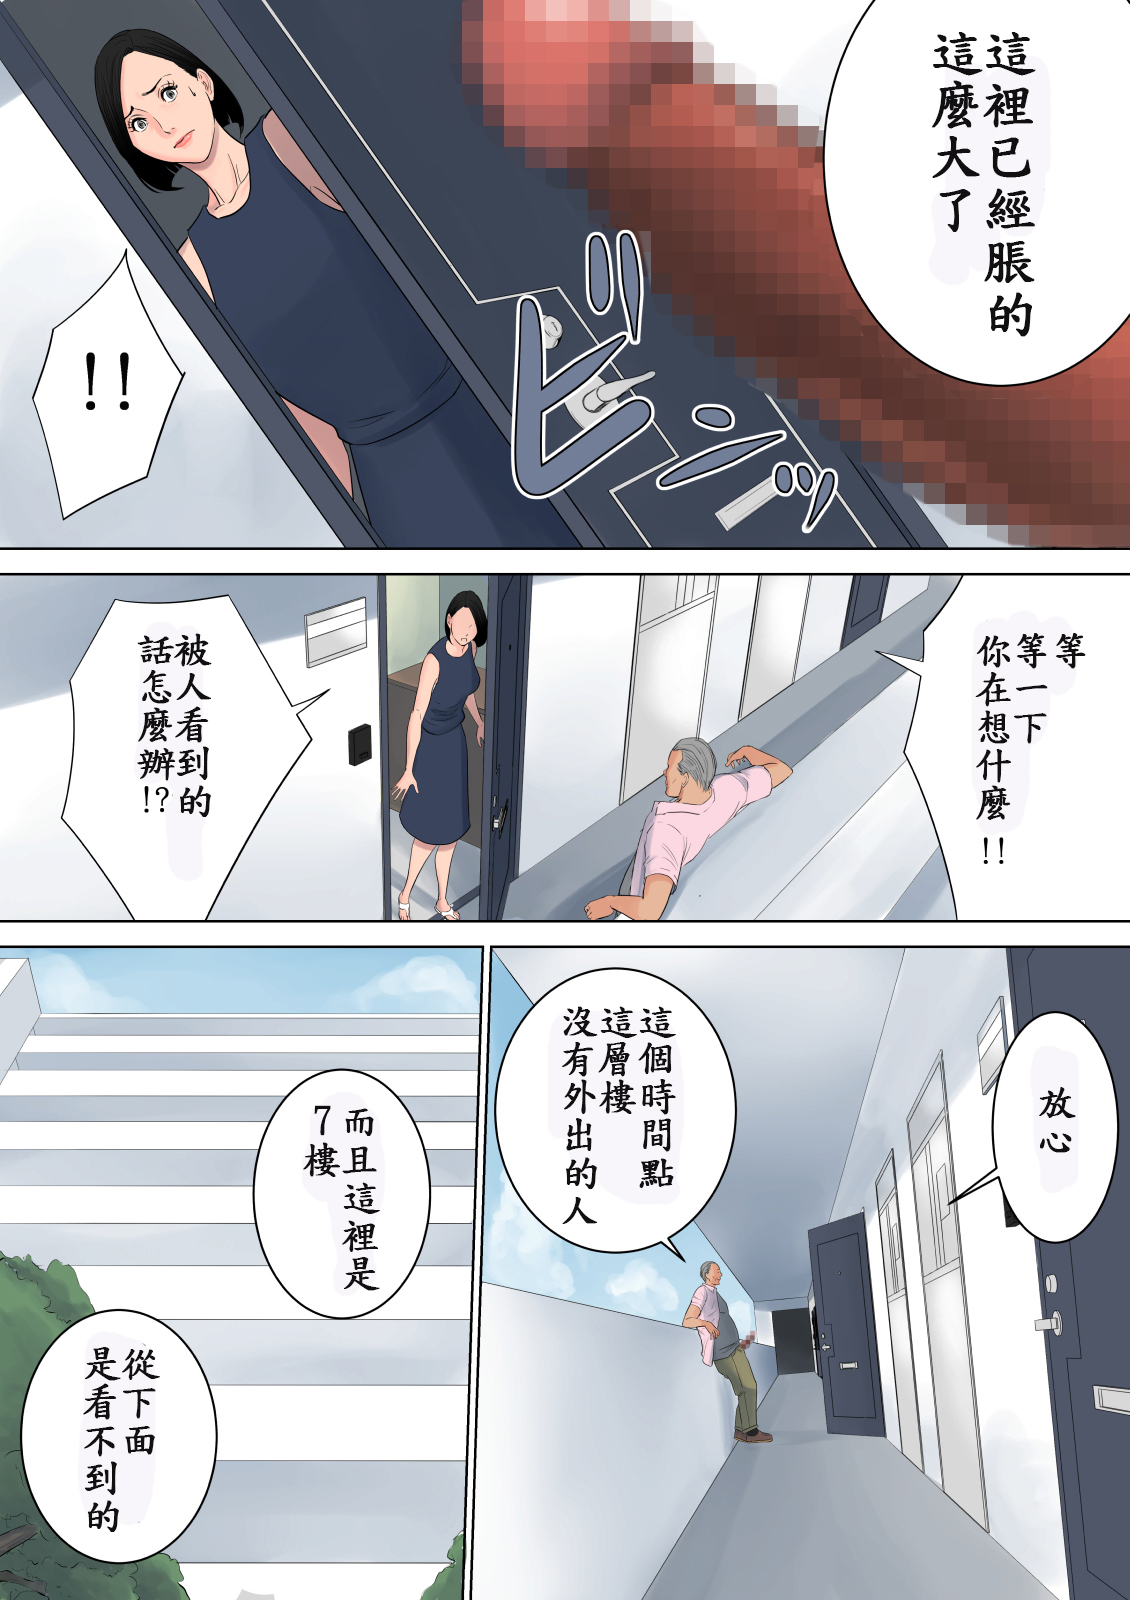 這裡已經脹的
這麼大了
ビンッ
!!
等
等一下
你在想什麼!!
被人看到的
話怎麼辦!?
放心
這個時間點
這層樓
沒有外出的人
而且這裡是
7樓
從下面
是看不到的